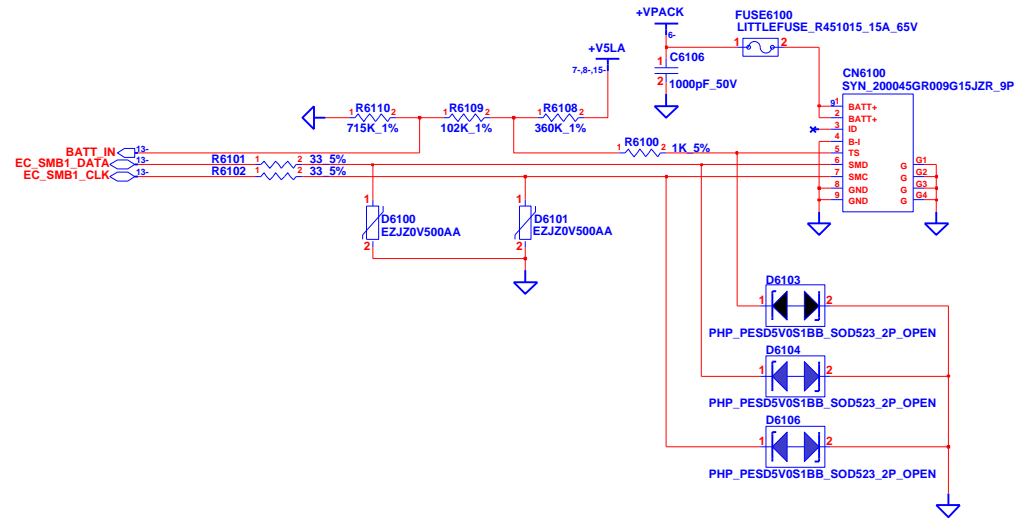 +VPACK
6-
FUSE6100
LITTLEFUSE_R451015_15A_65V
1 2
+V5LA
7-,8-,15-
1 C6106
2 1000pF_50V
CN6100
SYN_200045GR009G15JZR_9P
1 R6110 2
715K_1%
1 R6109 2
102K_1%
1 R6108 2
360K_1%
9 1 BATT+
2 BATT+
3 ID
4 B-I
5 TS
6 SMD G G1
7 SMC G G2
8 GND G G3
9 GND G G4
1 R6100 2 1K_5%
BATT_IN 13-
EC_SMB1_DATA 13- R6101 1 2 33_5%
EC_SMB1_CLK 13- R6102 1 2 33_5%
1 D6100
EZJZ0V500AA
2
1 D6101
EZJZ0V500AA
2
D6103
1 2
PHP_PESD5V0S1BB_SOD523_2P_OPEN
D6104
1 2
PHP_PESD5V0S1BB_SOD523_2P_OPEN
D6106
1 2
PHP_PESD5V0S1BB_SOD523_2P_OPEN